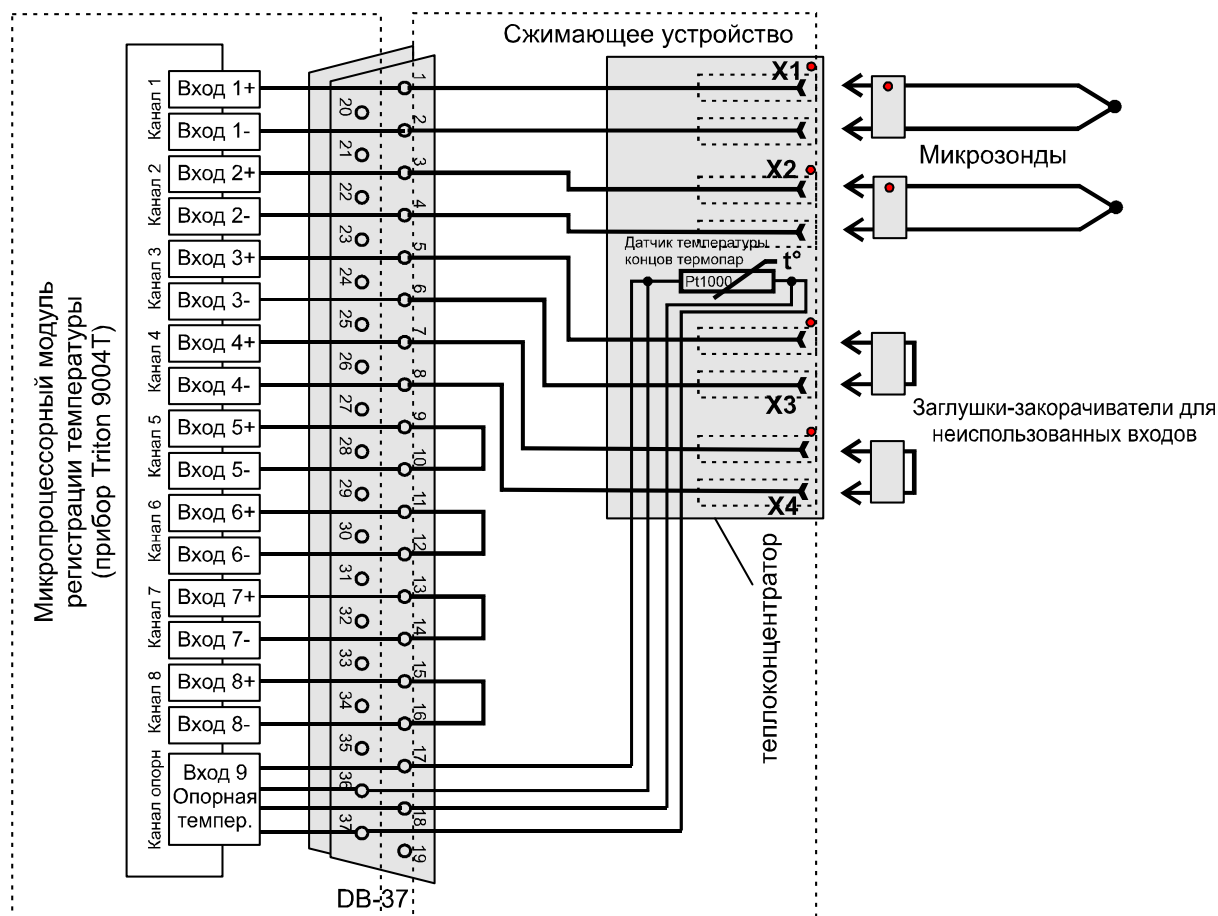 Сжимающее устройство
Микропроцессорный модуль
регистрации температуры
(прибор Triton 9004T)
Канал 1
Вход 1+
Вход 1-
Канал 2
Вход 2+
Вход 2-
Канал 3
Вход 3+
Вход 3-
Канал 4
Вход 4+
Вход 4-
Канал 5
Вход 5+
Вход 5-
Канал 6
Вход 6+
Вход 6-
Канал 7
Вход 7+
Вход 7-
Канал 8
Вход 8+
Вход 8-
Канал опорн
Вход 9
Опорная
темпер.
1
20
2
21
3
22
4
23
5
24
6
25
7
26
8
27
9
28
10
29
11
30
12
31
13
32
14
33
15
34
16
35
17
36
18
37
19
DB-37
X1
X2
Датчик температуры
концов термопар
t°
Pt1000
X3
X4
теплоконцентратор
Микрозонды
Заглушки-закорачиватели для
неиспользованных входов